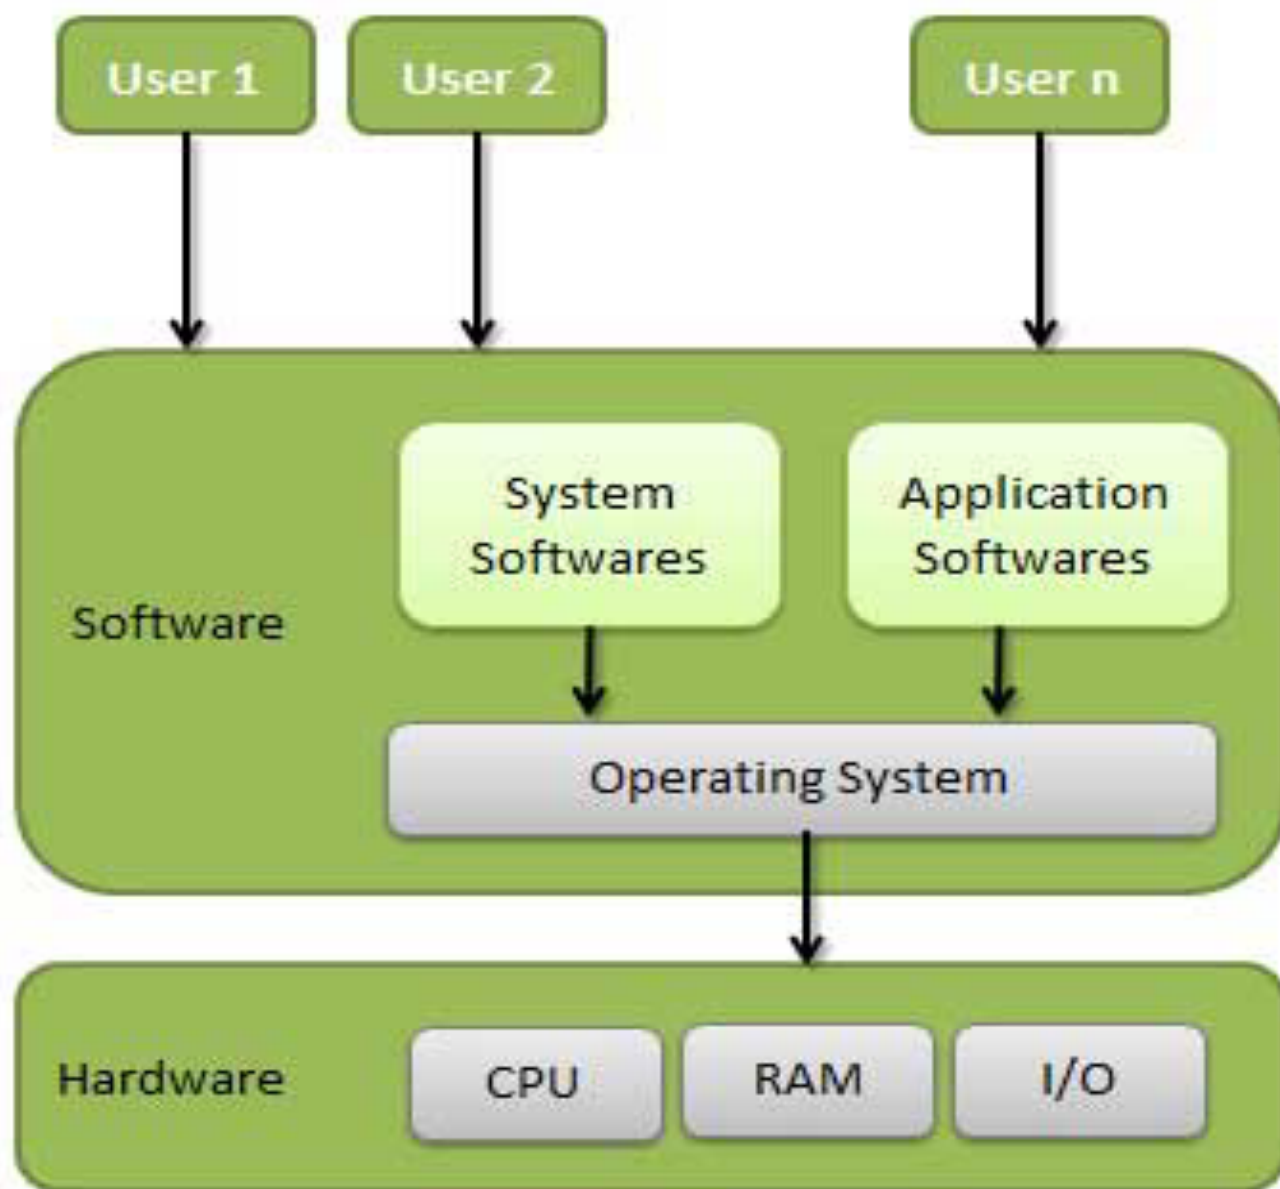 User 1
User 2
User n
System
Softwares
Application
Softwares
Software
Operating System
Hardware
CPU
RAM
I/O